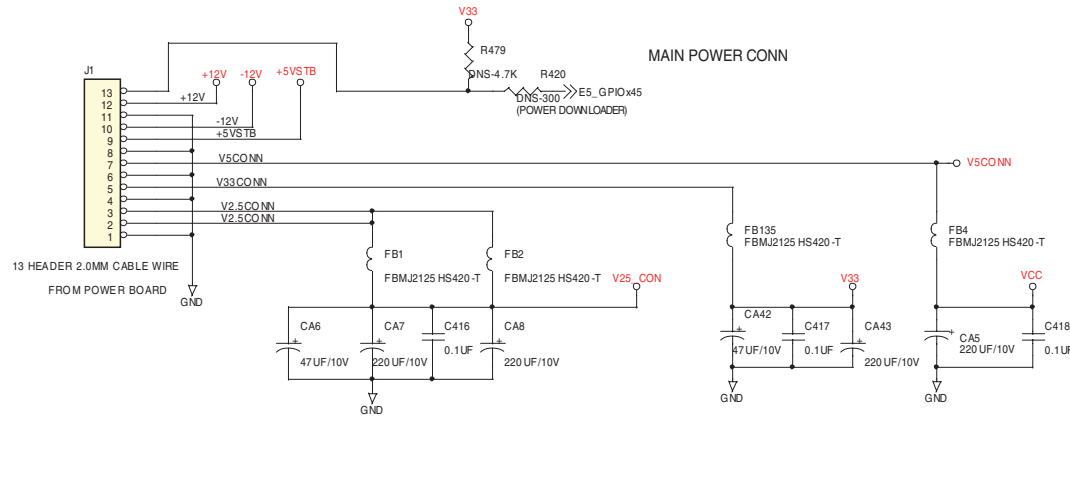 V33
R479
DNS-4.7K
R420
DNS-300
E5_GPIOx45
(POWER DOWNLOADER)
MAIN POWER CONN
J1
+12V
-12V
+5VSTB
13
12
11
10
9
8
7
6
5
4
3
2
1
+12V
-12V
+5VSTB
V5CONN
V33CONN
V2.5CONN
V2.5CONN
V5CONN
13 HEADER 2.0MM CABLE WIRE
FROM POWER BOARD
GND
FB1
FBMJ2125 HS420-T
FB2
FBMJ2125 HS420-T
V25_CON
FB135
FBMJ2125 HS420-T
V33
FB4
FBMJ2125 HS420-T
VCC
CA6
47UF/10V
CA7
220UF/10V
C416
0.1UF
CA8
220UF/10V
GND
CA42
47UF/10V
C417
0.1UF
CA43
220UF/10V
GND
CA5
220UF/10V
C418
0.1UF
GND